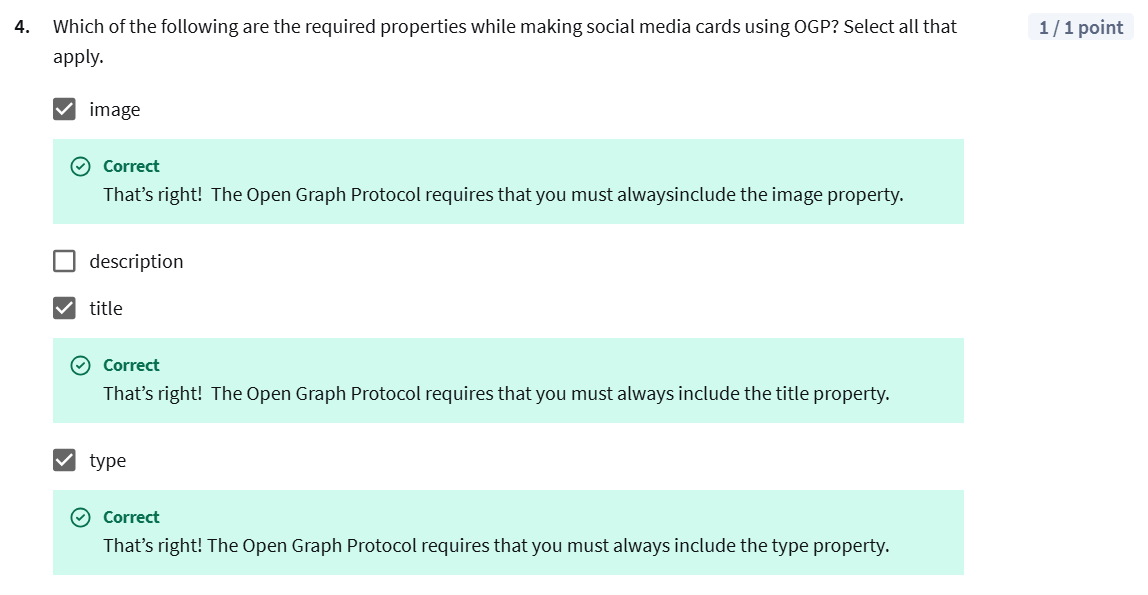 4. Which of the following are the required properties while making social media cards using OGP? Select all that
apply.
1 / 1 point
image
Correct
That’s right!  The Open Graph Protocol requires that you must alwaysinclude the image property.
description
title
Correct
That’s right!  The Open Graph Protocol requires that you must always include the title property.
type
Correct
That’s right! The Open Graph Protocol requires that you must always include the type property.